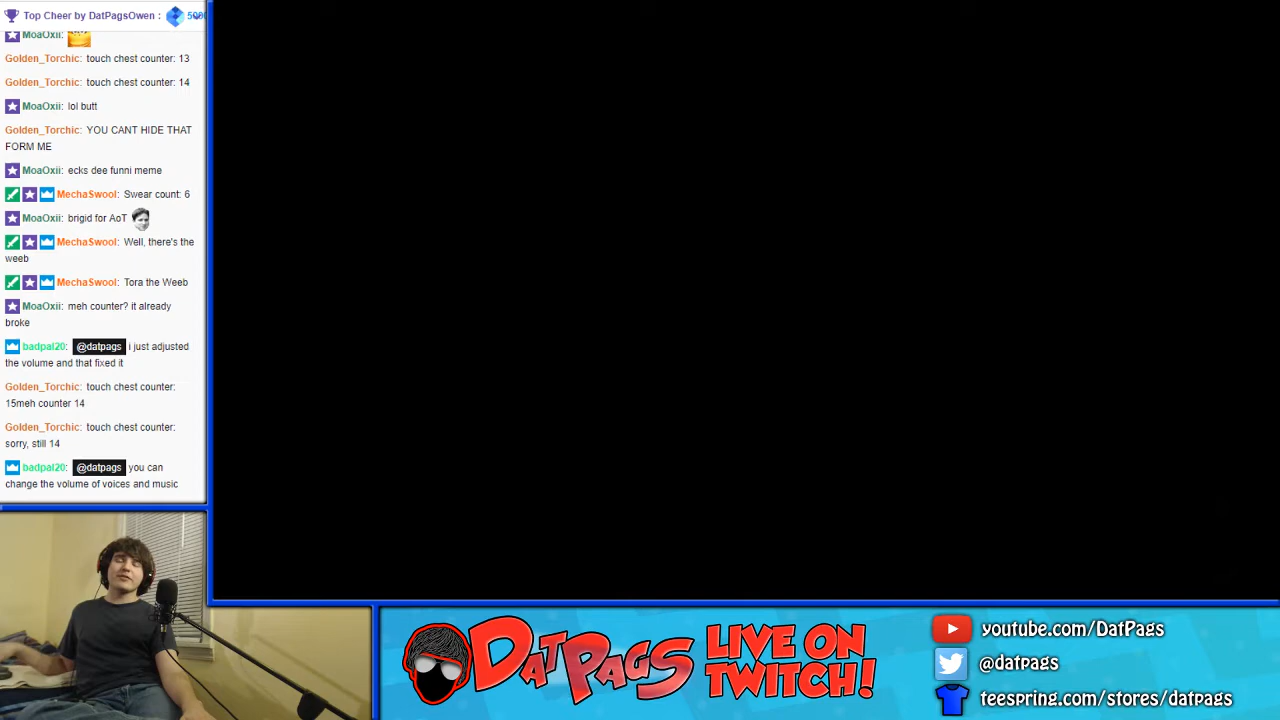 Top Cheer by DatPagsOwen :
MoaOxii:
Golden_Torchic: touch chest counter: 13
Golden_Torchic: touch chest counter: 14
MoaOxii: lol butt
Golden_Torchic: YOU CANT HIDE THAT
FORM ME
MoaOxii: ecks dee funni meme
MechaSwool: Swear count: 6
MoaOxii: brigid for AoT
MechaSwool: Well, there's the
weeb
MechaSwool: Tora the Weeb
MoaOxii: meh counter? it already
broke
badpal20: @datpags i just adjusted
the volume and that fixed it
Golden_Torchic: touch chest counter:
15meh counter 14
Golden_Torchic: touch chest counter:
sorry, still 14
badpal20: @datpags you can
change the volume of voices and music
DATPAGS
LIVE ON
TWITCH!
youtube.com/DatPags
@datpags
teespring.com/stores/datpags